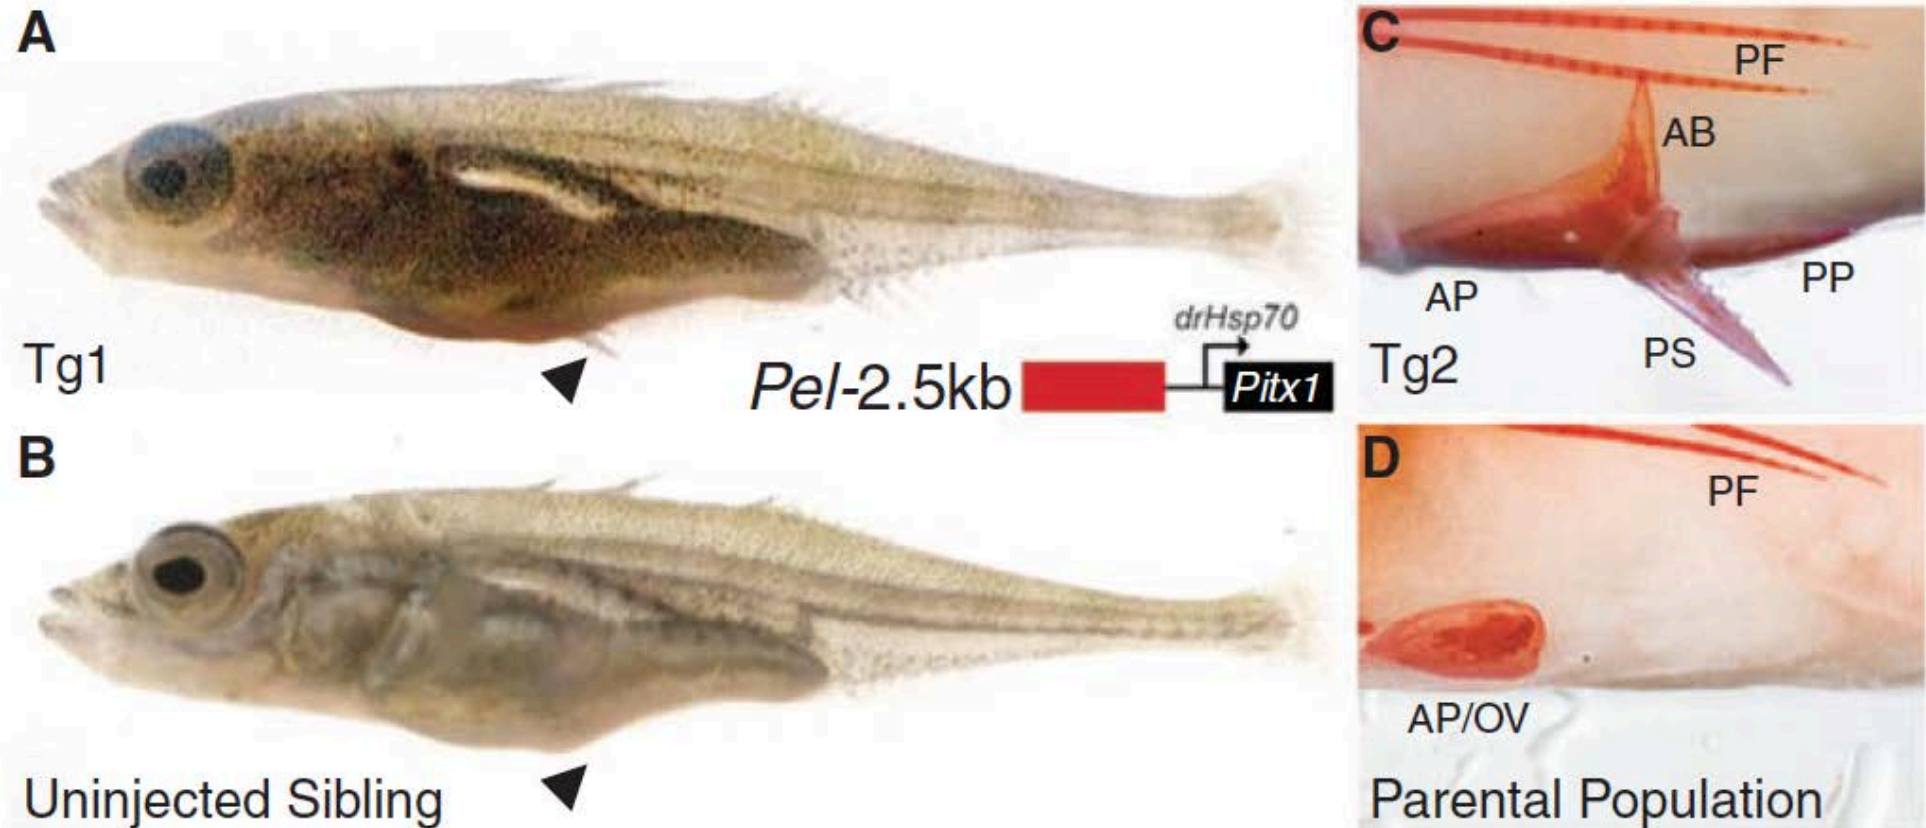 A
Tg1
Pel-2.5kb
drHsp70
Pitx1
B
Uninjected Sibling
C
PF
AB
AP
PP
PS
Tg2
D
PF
AP/OV
Parental Population